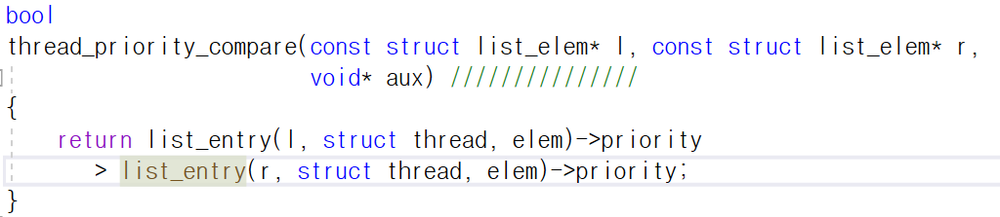 bool
thread_priority_compare(const struct list_elem* l, const struct list_elem* r,
void* aux) ///////////////
{
return list_entry(l, struct thread, elem)->priority
> list_entry(r, struct thread, elem)->priority;
}